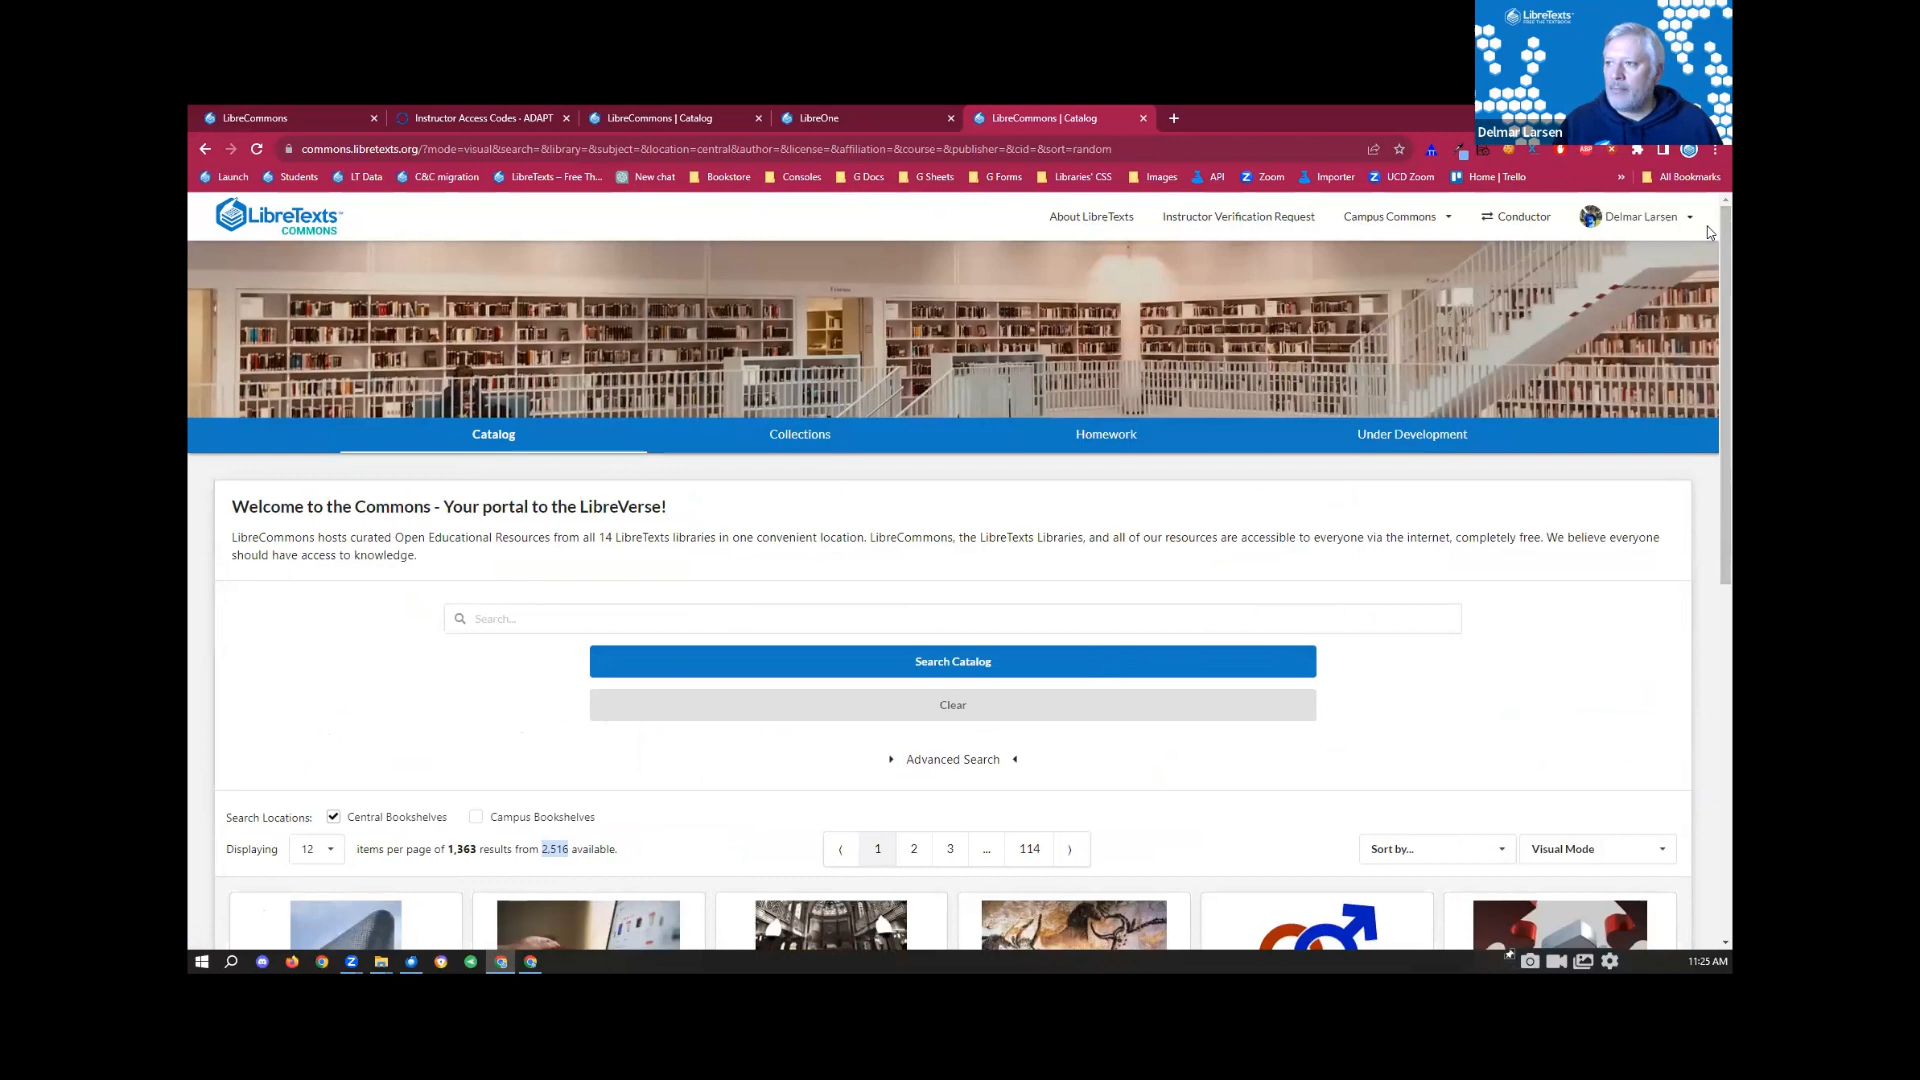 LibreTexts
FREE THE TEXTBOOK
Delmar Larsen
LibreCommons
Instructor Access Codes - ADAPT
LibreCommons | Catalog
LibreOne
LibreCommons | Catalog
commons.libretexts.org/?mode=visual&search=&library=&subject=&location=central&author=&license=&affiliation=&course=&publisher=&cid=&sort=random
Launch
Students
LT Data
C&C migration
LibreTexts – Free Th...
New chat
Bookstore
Consoles
G Docs
G Sheets
G Forms
Libraries' CSS
Images
API
Zoom
Importer
UCD Zoom
Home | Trello
»
All Bookmarks
LibreTexts™
COMMONS
About LibreTexts
Instructor Verification Request
Campus Commons
Conductor
Delmar Larsen
Catalog
Collections
Homework
Under Development
Welcome to the Commons - Your portal to the LibreVerse!
LibreCommons hosts curated Open Educational Resources from all 14 LibreTexts libraries in one convenient location. LibreCommons, the LibreTexts Libraries, and all of our resources are accessible to everyone via the internet, completely free. We believe everyone
should have access to knowledge.
Search...
Search Catalog
Clear
Advanced Search
Search Locations: Central Bookshelves Campus Bookshelves
Displaying 12 items per page of 1,363 results from 2,516 available.
⟨ 1 2 3 ... 114 ⟩
Sort by...
Visual Mode
11:25 AM